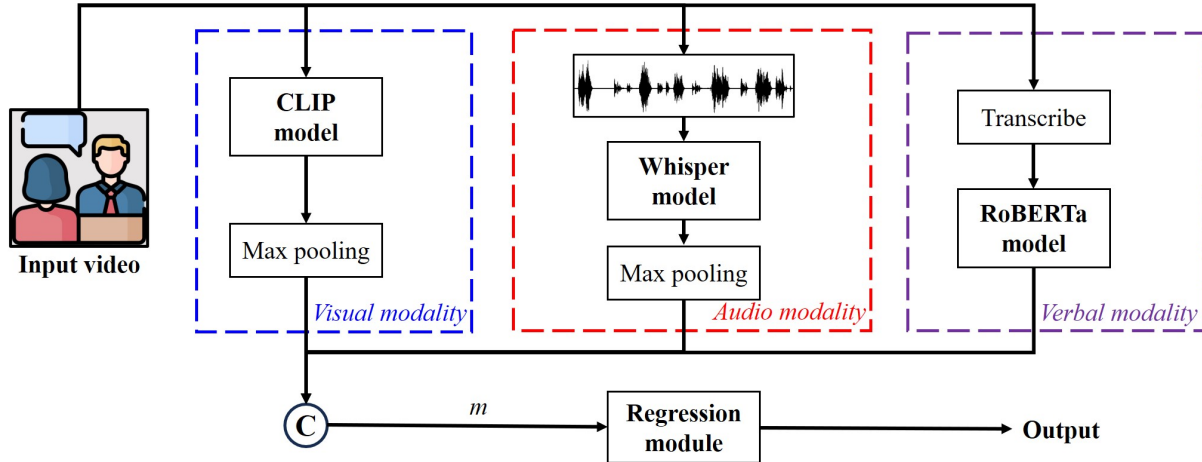 CLIP
model
Max pooling
Visual modality
Whisper
model
Max pooling
Audio modality
Transcribe
RoBERTa
model
Verbal modality
Input video
C
m
Regression
module
Output